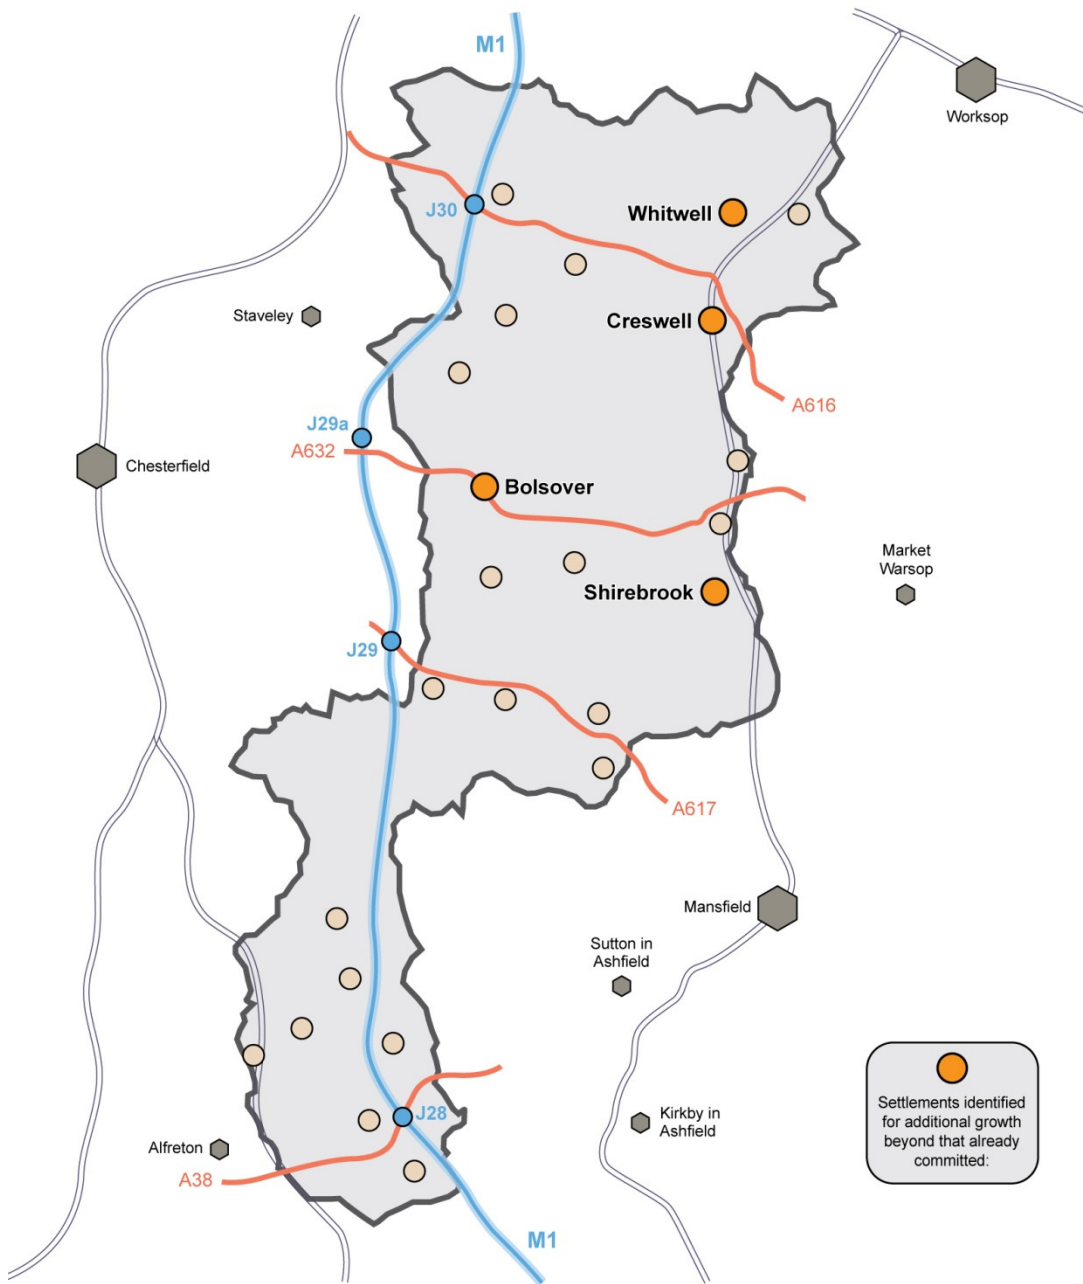 M1
Worksop
Whitwell
J30
Staveley
Creswell
A616
J29a
A632
Chesterfield
Bolsover
Market
Warsop
Shirebrook
J29
A617
Mansfield
Sutton in
Ashfield
Settlements identified
for additional growth
beyond that already
committed:
J28
Kirkby in
Ashfield
Alfreton
A38
M1